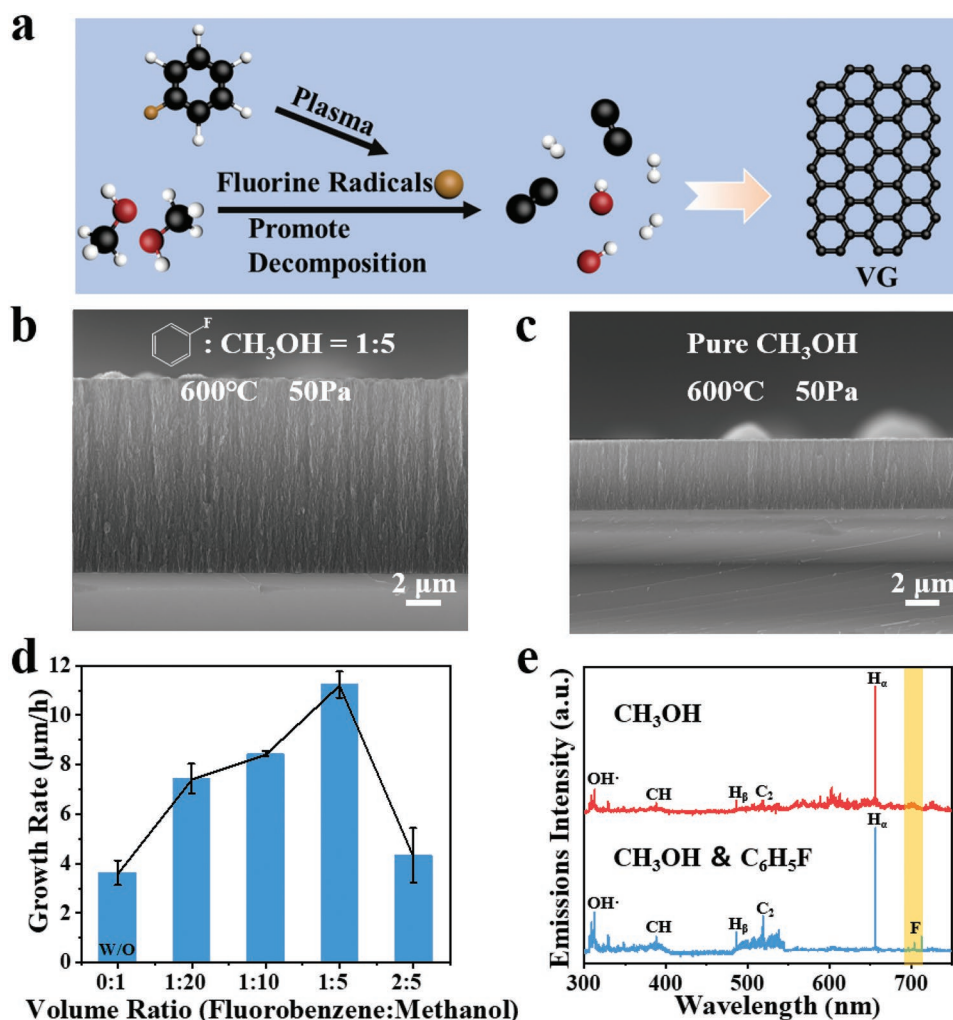 a
Plasma
Fluorine Radicals
Promote
Decomposition
VG
b
F
: CH₃OH = 1:5
600℃ 50Pa
2 μm
c
Pure CH₃OH
600℃ 50Pa
2 μm
d
Growth Rate (μm/h)
12
10
8
6
4
2
0
W/O
0:1 1:20 1:10 1:5 2:5
Volume Ratio (Fluorobenzene:Methanol)
e
Emissions Intensity (a.u.)
CH₃OH
OH·
CH
Hβ
C₂
Hα
CH₃OH & C₆H₅F
OH·
CH
Hβ
C₂
Hα
F
300 400 500 600 700
Wavelength (nm)